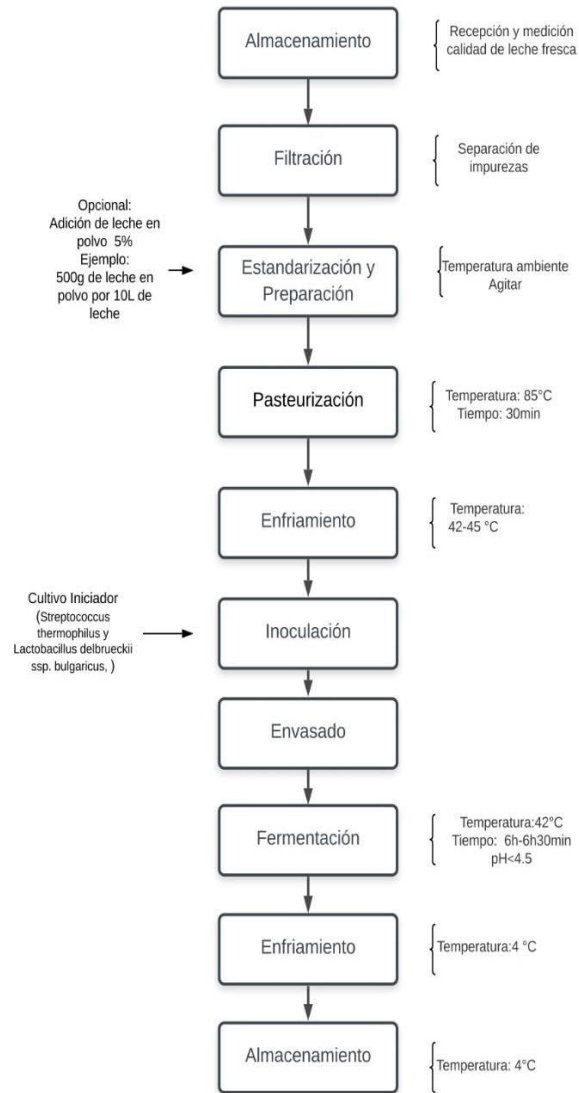 Almacenamiento
Recepción y medición
calidad de leche fresca
Filtración
Separación de
impurezas
Opcional:
Adición de leche en
polvo 5%
Ejemplo:
500g de leche en
polvo por 10L de
leche
Estandarización y
Preparación
Temperatura ambiente
Agitar
Pasteurización
Temperatura: 85°C
Tiempo: 30min
Enfriamiento
Temperatura:
42-45 °C
Cultivo Iniciador
(Streptococcus
thermophilus y
Lactobacillus delbrueckii
ssp. bulgaricus, )
Inoculación
Envasado
Fermentación
Temperatura:42°C
Tiempo: 6h-6h30min
pH<4.5
Enfriamiento
Temperatura:4 °C
Almacenamiento
Temperatura: 4°C